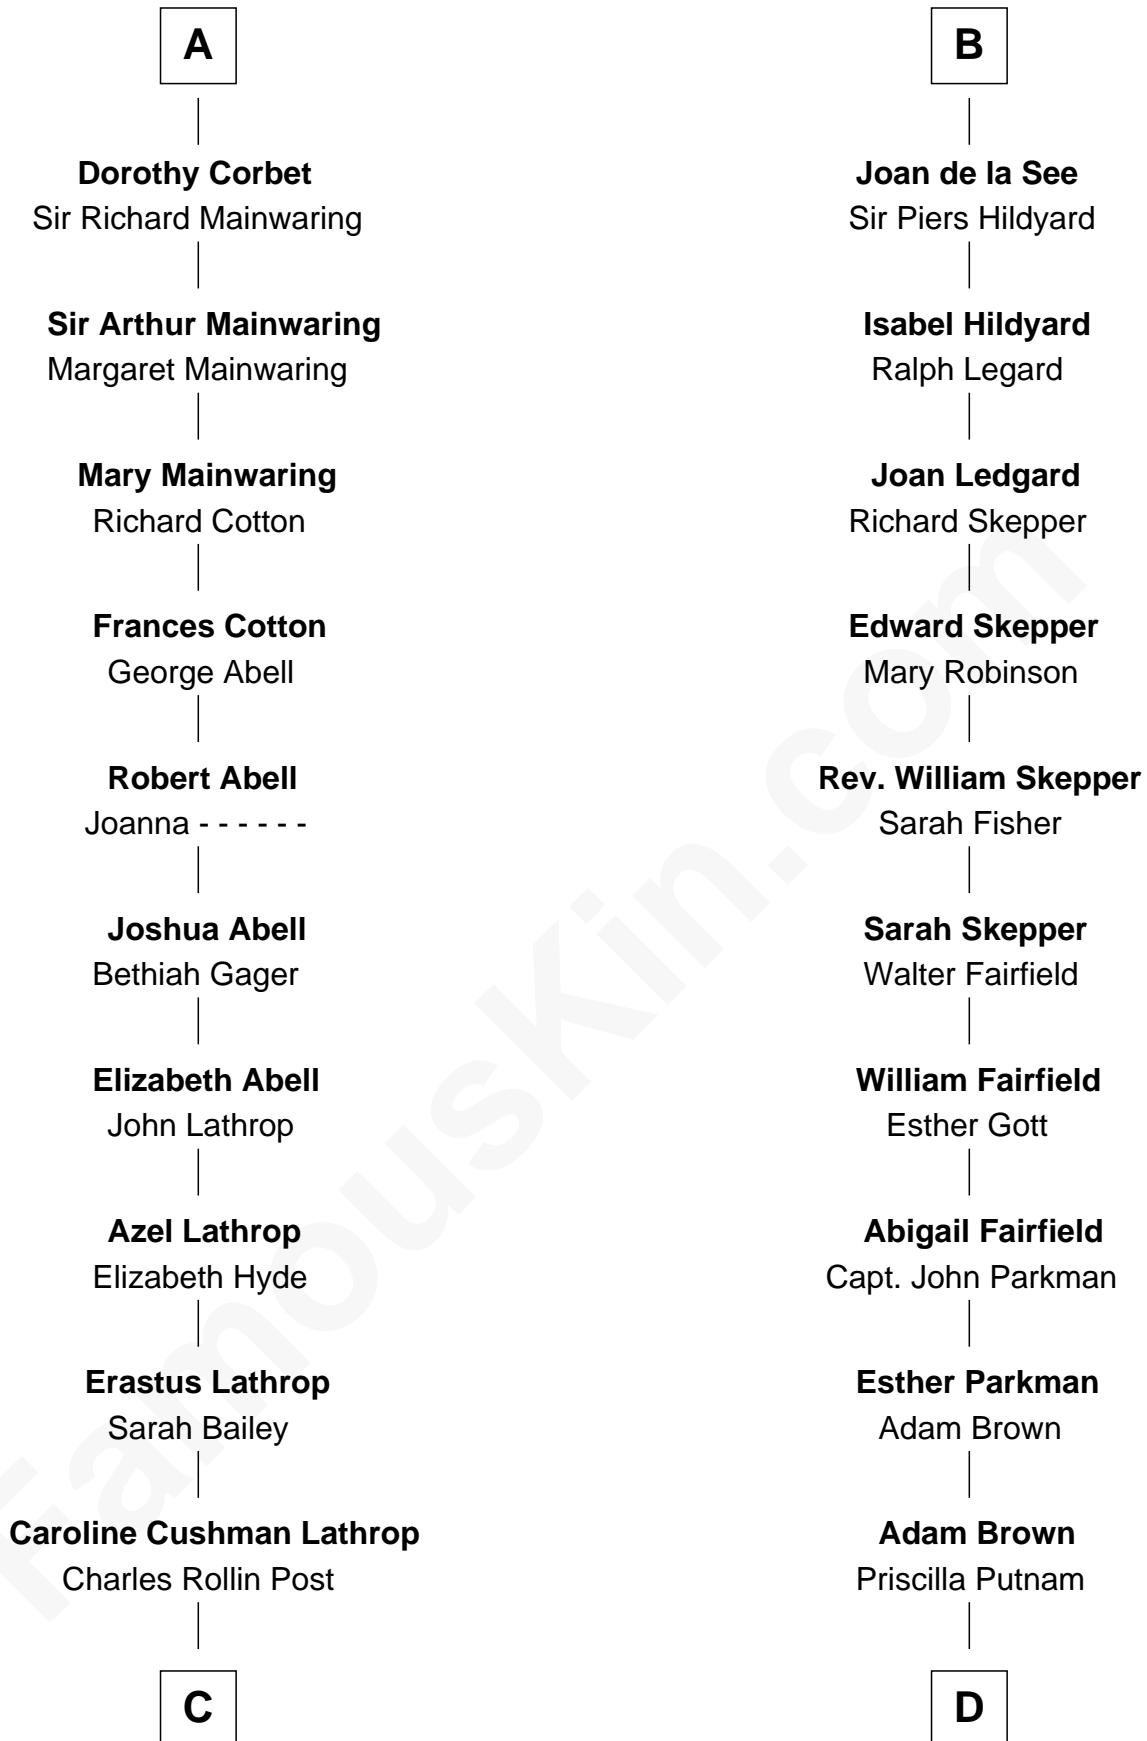 A
Dorothy Corbet
Sir Richard Mainwaring
Sir Arthur Mainwaring
Margaret Mainwaring
Mary Mainwaring
Richard Cotton
Frances Cotton
George Abell
Robert Abell
Joanna - - - - - -
Joshua Abell
Bethiah Gager
Elizabeth Abell
John Lathrop
Azel Lathrop
Elizabeth Hyde
Erastus Lathrop
Sarah Bailey
Caroline Cushman Lathrop
Charles Rollin Post
C
B
Joan de la See
Sir Piers Hildyard
Isabel Hildyard
Ralph Legard
Joan Ledgard
Richard Skepper
Edward Skepper
Mary Robinson
Rev. William Skepper
Sarah Fisher
Sarah Skepper
Walter Fairfield
William Fairfield
Esther Gott
Abigail Fairfield
Capt. John Parkman
Esther Parkman
Adam Brown
Adam Brown
Priscilla Putnam
D
FamousKin.com